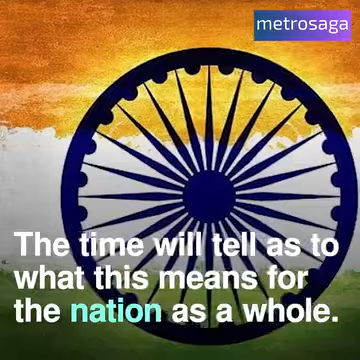 metrosaga
The time will tell as to
what this means for
the nation as a whole.